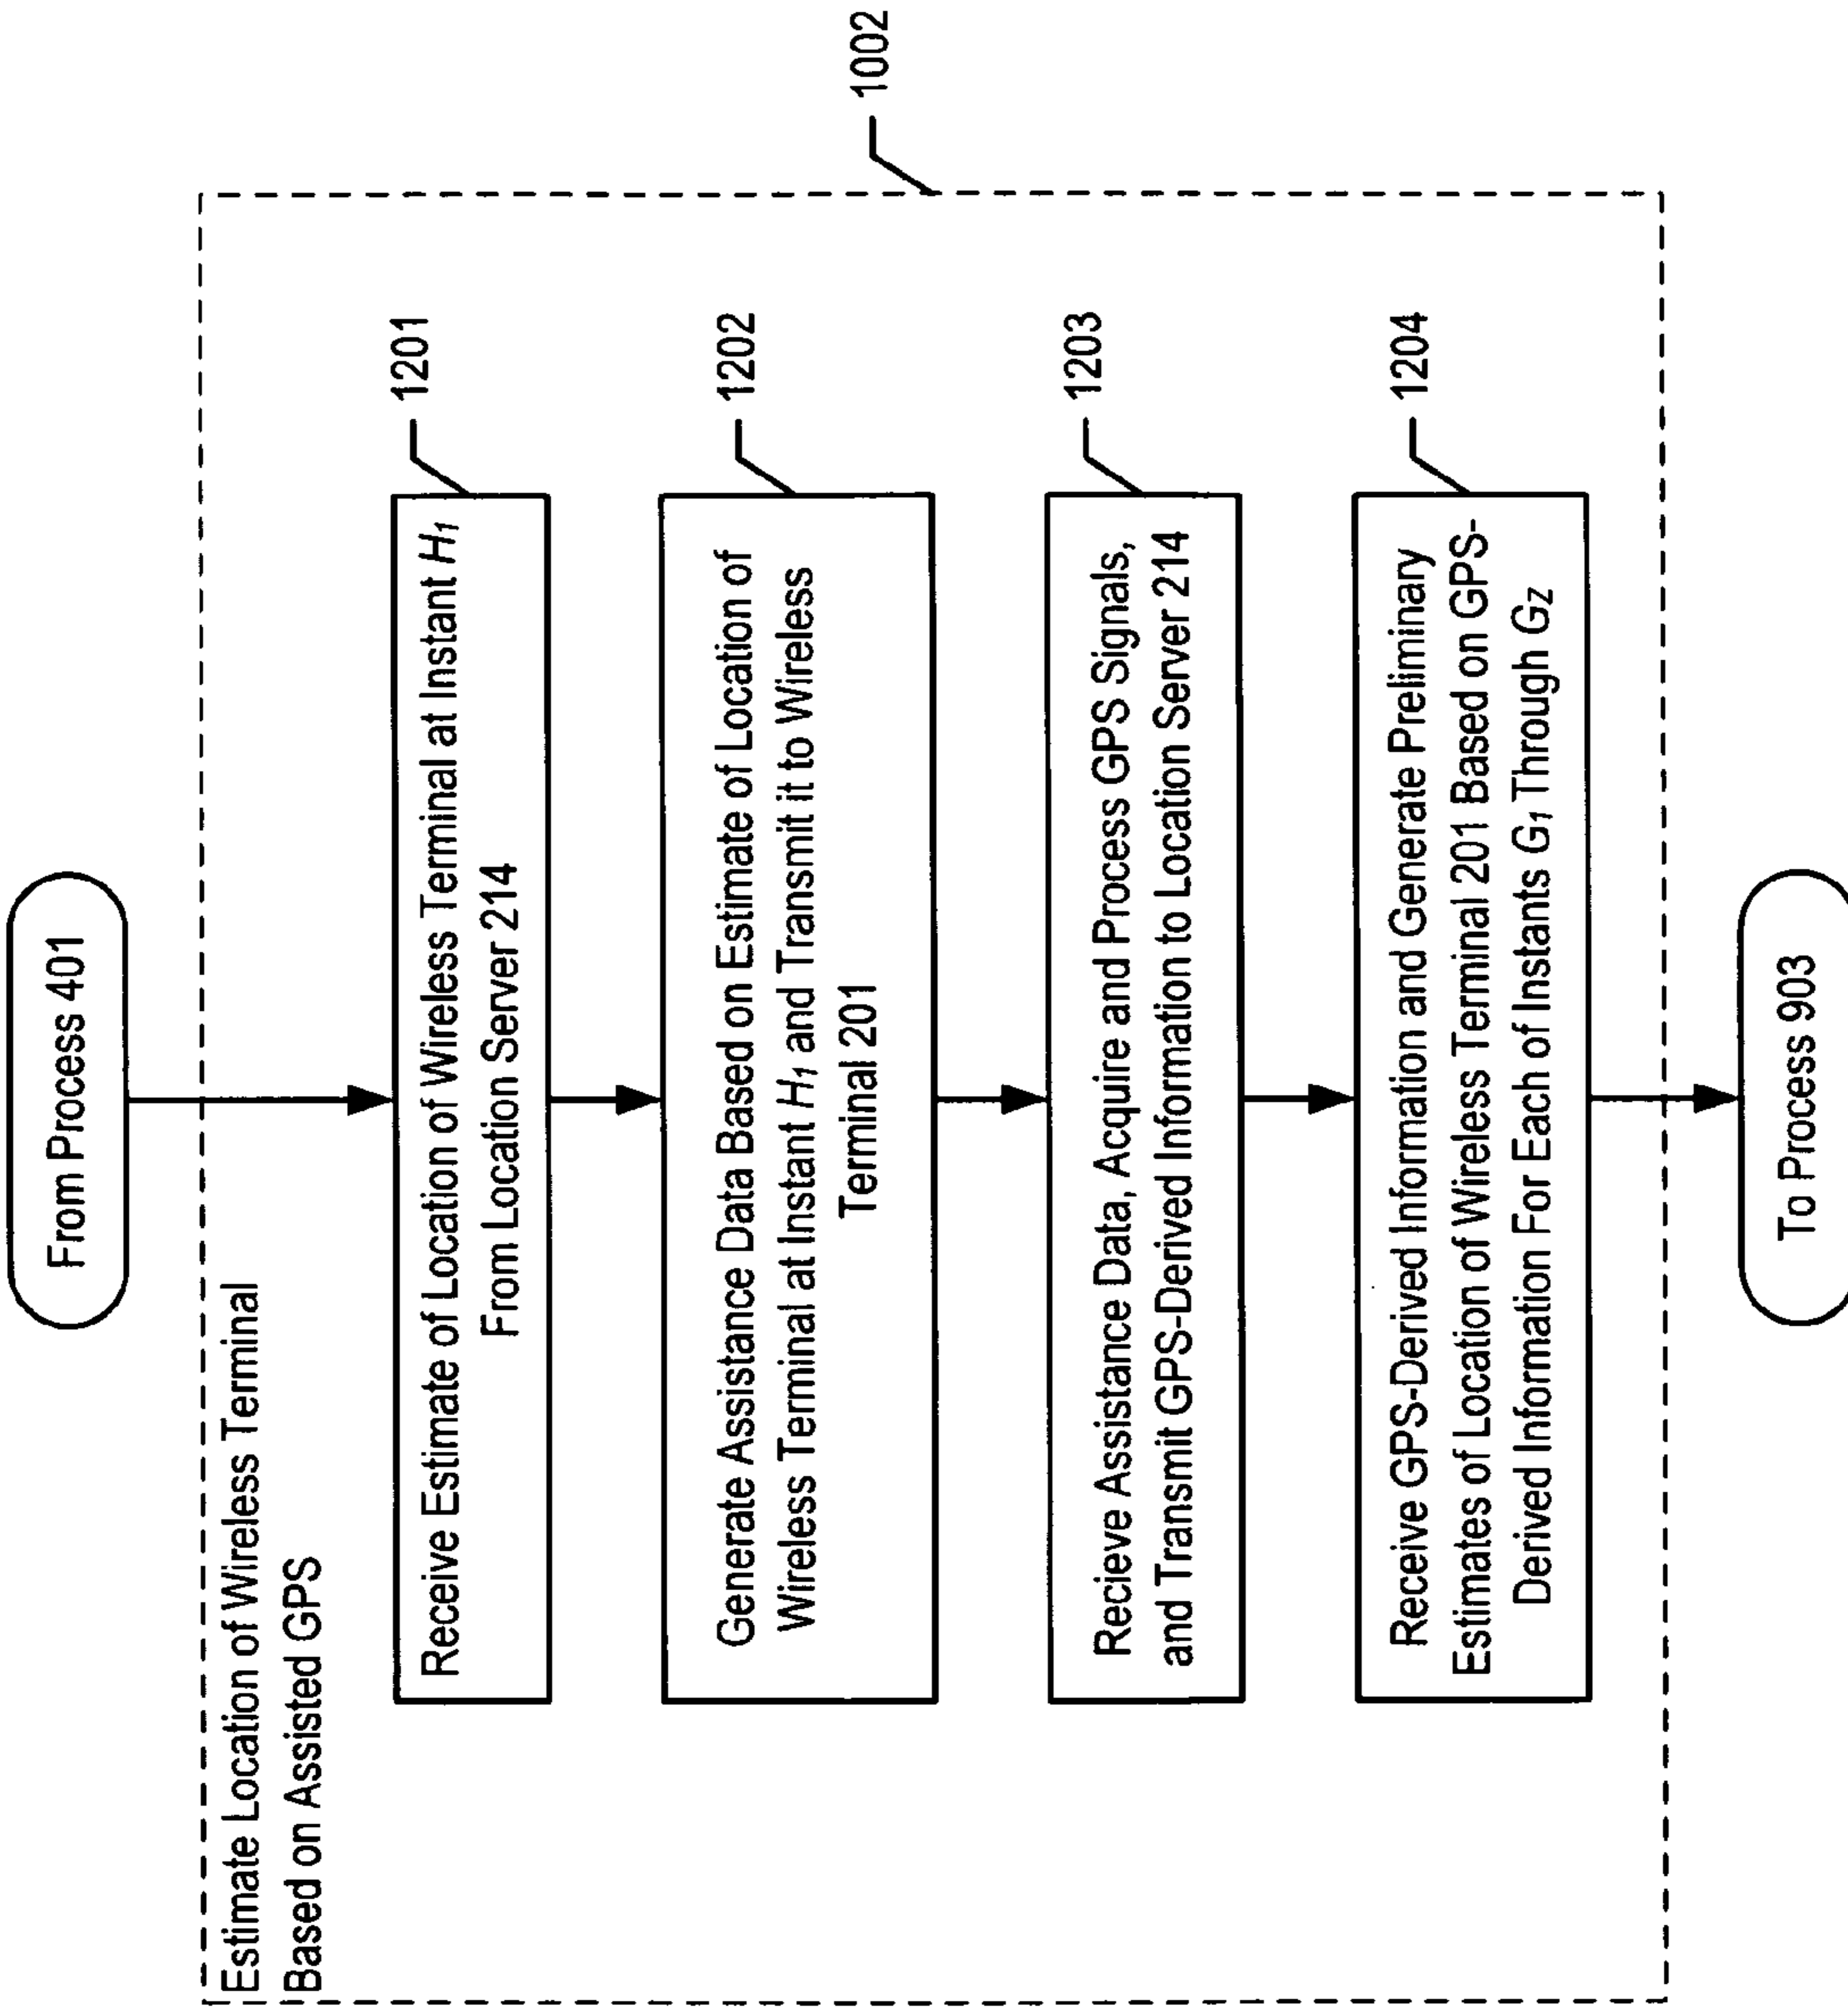 From Process 401
Estimate Location of Wireless Terminal
Based on Assisted GPS
1002
Receive Estimate of Location of Wireless Terminal at Instant H1
From Location Server 214
1201
Generate Assistance Data Based on Estimate of Location of
Wireless Terminal at Instant H1 and Transmit it to Wireless
Terminal 201
1202
Recieve Assistance Data, Acquire and Process GPS Signals,
and Transmit GPS-Derived Information to Location Server 214
1203
Receive GPS-Derived Information and Generate Preliminary
Estimates of Location of Wireless Terminal 201 Based on GPS-
Derived Information For Each of Instants G1 Through GZ
1204
To Process 903